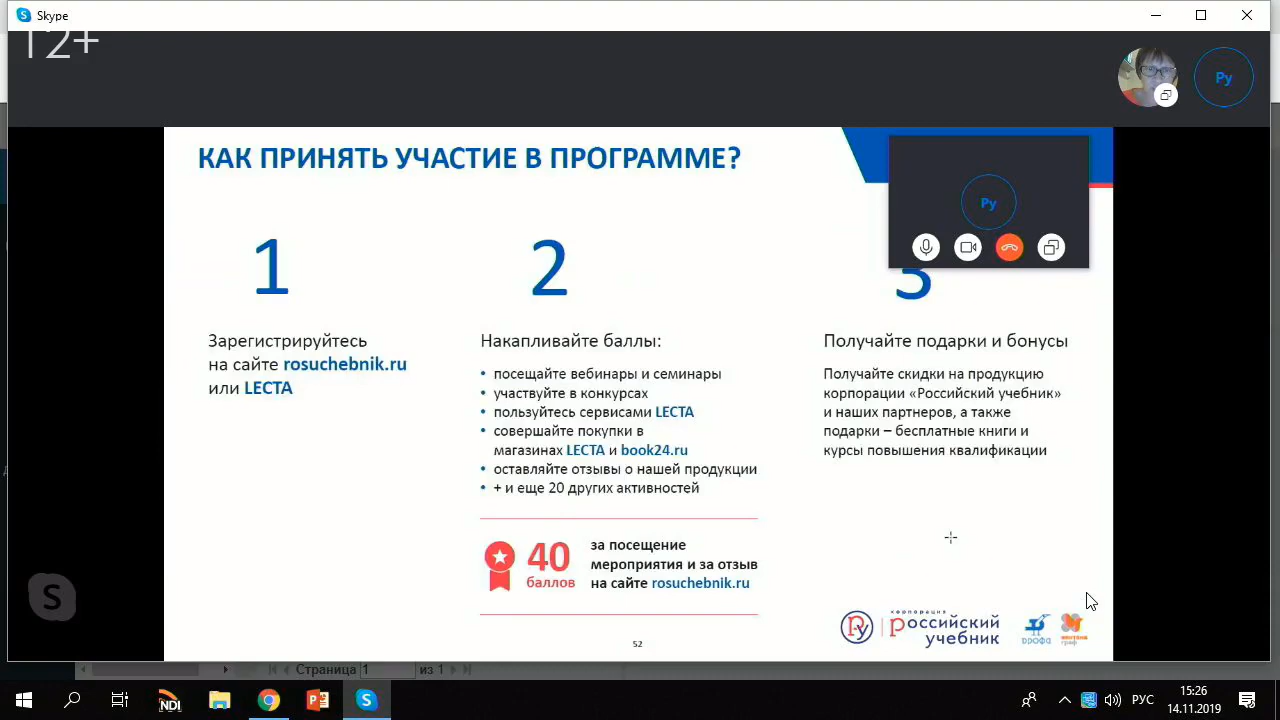 Skype
12+
Ру
КАК ПРИНЯТЬ УЧАСТИЕ В ПРОГРАММЕ?
Ру
1
Зарегистрируйтесь
на сайте rosuchebnik.ru
или LECTA
2
Накапливайте баллы:
• посещайте вебинары и семинары
• участвуйте в конкурсах
• пользуйтесь сервисами LECTA
• совершайте покупки в
магазинах LECTA и book24.ru
• оставляйте отзывы о нашей продукции
• + и еще 20 других активностей
40
баллов
за посещение
мероприятия и за отзыв
на сайте rosuchebnik.ru
3
Получайте подарки и бонусы
Получайте скидки на продукцию
корпорации «Российский учебник»
и наших партнеров, а также
подарки – бесплатные книги и
курсы повышения квалификации
корпорация
российский
учебник
дрофа
вентана
граф
52
S
Страница 1 из 1
NDI
РУС
15:26
14.11.2019